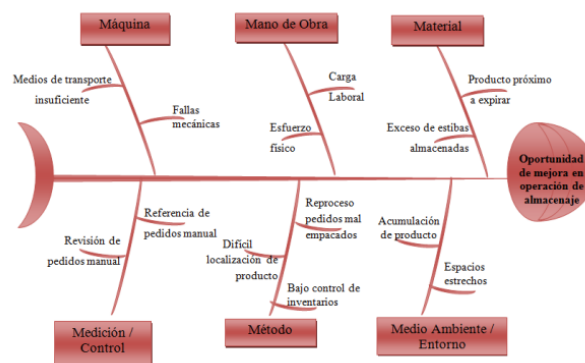 Máquina
Mano de Obra
Material
Medios de transporte
insuficiente
Fallas
mecánicas
Carga
Laboral
Esfuerzo
físico
Producto próximo
a expirar
Exceso de estibas
almacenadas
Oportunidad
de mejora en
operación de
almacenaje
Referencia de
pedidos manual
Revisión de
pedidos manual
Reproceso
pedidos mal
empacados
Difícil
localización de
producto
Bajo control de
inventarios
Acumulación
de producto
Espacios
estrechos
Medición /
Control
Método
Medio Ambiente /
Entorno